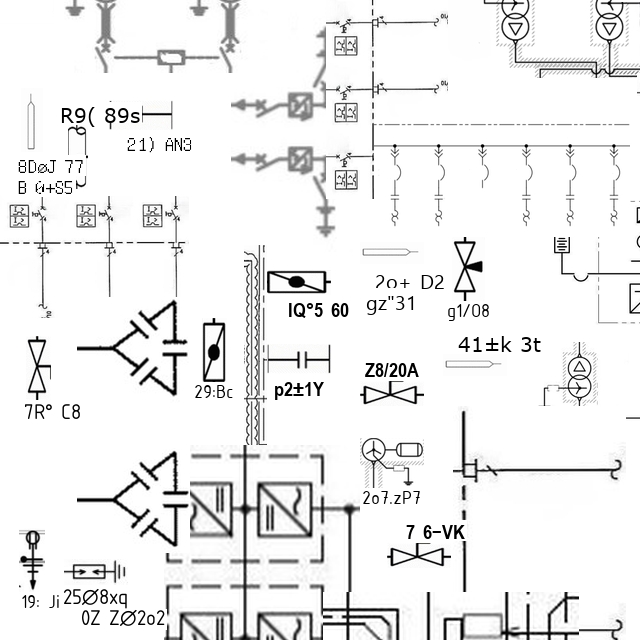 R9( 89s
21) AN3
8DøJ 77
B 0+S5
2o+ D2
gz"31
g1/08
IQ°5 60
41±k 3t
Z8/20A
29:Bc
p2±1Y
7R° C8
2o7.zP7
7 6-VK
19: Ji
25Ø8xq
0Z ZØ2o2